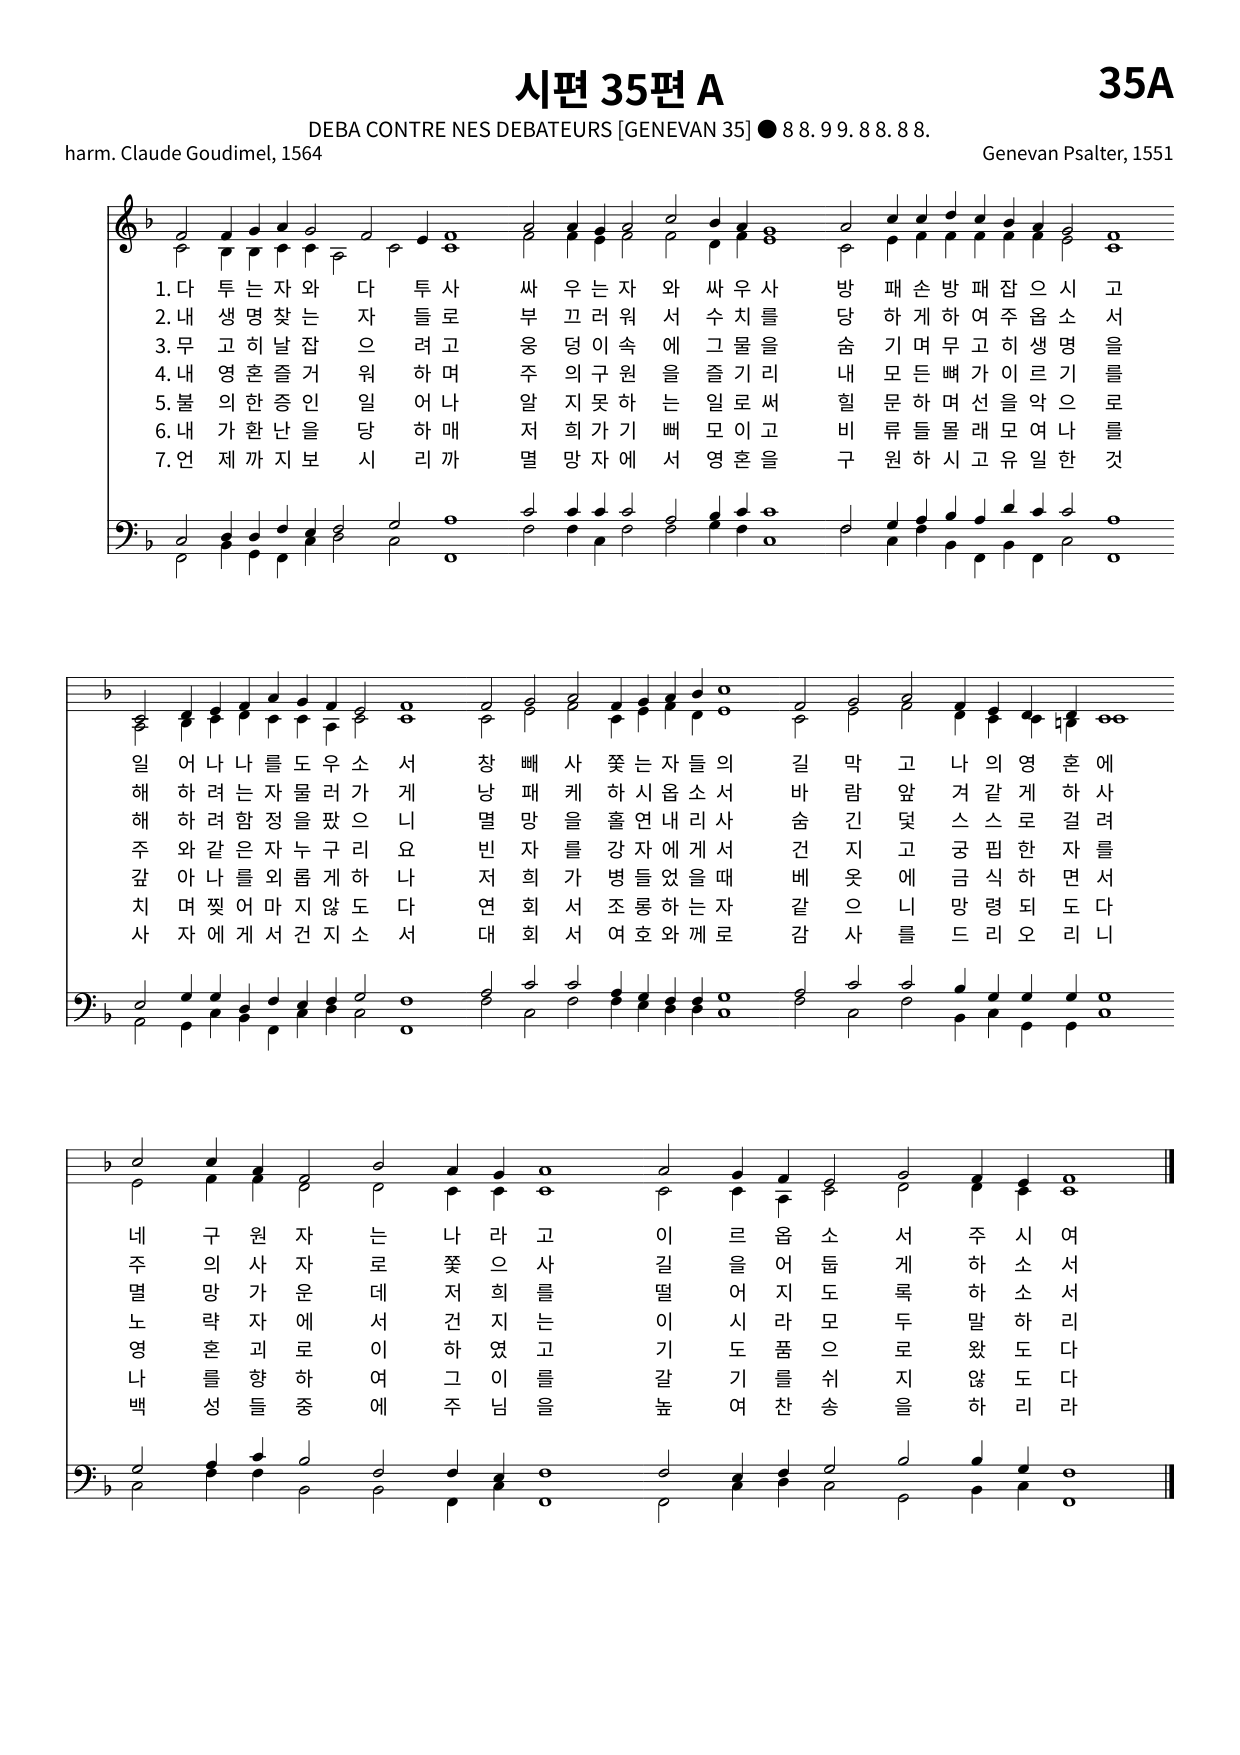 시편 35편 A
35A
DEBA CONTRE NES DEBATEURS [GENEVAN 35] ● 8 8. 9 9. 8 8. 8 8.
harm. Claude Goudimel, 1564
Genevan Psalter, 1551
1. 다 투 는 자 와 다 투 사 싸 우 는 자 와 싸 우 사 방 패 손 방 패 잡 으 시 고
2. 내 생 명 찾 는 자 들 로 부 끄 러 워 서 수 치 를 당 하 게 하 여 주 옵 소 서
3. 무 고 히 날 잡 으 려 고 웅 덩 이 속 에 그 물 을 숨 기 며 무 고 히 생 명 을
4. 내 영 혼 즐 거 워 하 며 주 의 구 원 을 즐 기 리 내 모 든 뼈 가 이 르 기 를
5. 불 의 한 증 인 일 어 나 알 지 못 하 는 일 로 써 힐 문 하 며 선 을 악 으 로
6. 내 가 환 난 을 당 하 매 저 희 가 기 뻐 모 이 고 비 류 들 몰 래 모 여 나 를
7. 언 제 까 지 보 시 리 까 멸 망 자 에 서 영 혼 을 구 원 하 시 고 유 일 한 것
일 어 나 나 를 도 우 소 서 창 빼 사 쫓 는 자 들 의 길 막 고 나 의 영 혼 에
해 하 려 는 자 물 러 가 게 낭 패 케 하 시 옵 소 서 바 람 앞 겨 같 게 하 사
해 하 려 함 정 을 팠 으 니 멸 망 을 홀 연 내 리 사 숨 긴 덫 스 스 로 걸 려
주 와 같 은 자 누 구 리 요 빈 자 를 강 자 에 게 서 건 지 고 궁 핍 한 자 를
갚 아 나 를 외 롭 게 하 나 저 희 가 병 들 었 을 때 베 옷 에 금 식 하 면 서
치 며 찢 어 마 지 않 도 다 연 회 서 조 롱 하 는 자 같 으 니 망 령 되 도 다
사 자 에 게 서 건 지 소 서 대 회 서 여 호 와 께 로 감 사 를 드 리 오 리 니
네 구 원 자 는 나 라 고 이 르 옵 소 서 주 시 여
주 의 사 자 로 쫓 으 사 길 을 어 둡 게 하 소 서
멸 망 가 운 데 저 희 를 떨 어 지 도 록 하 소 서
노 략 자 에 서 건 지 는 이 시 라 모 두 말 하 리
영 혼 괴 로 이 하 였 고 기 도 품 으 로 왔 도 다
나 를 향 하 여 그 이 를 갈 기 를 쉬 지 않 도 다
백 성 들 중 에 주 님 을 높 여 찬 송 을 하 리 라